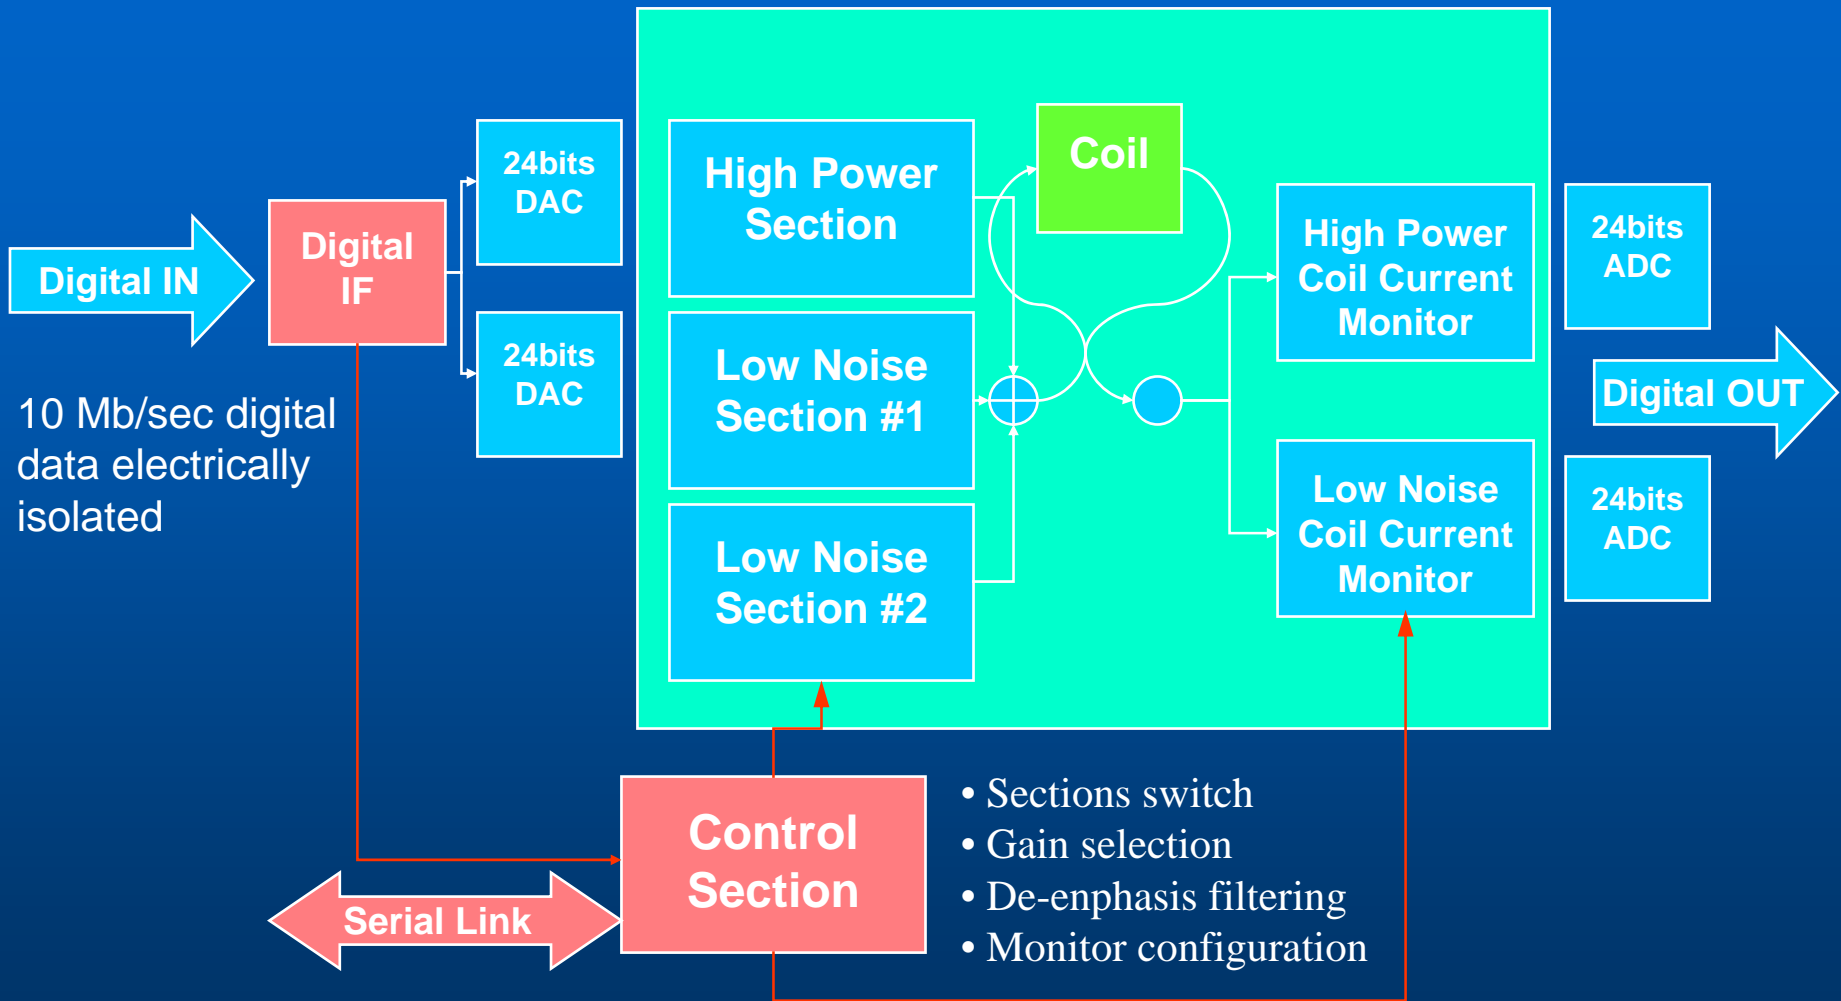 Digital IN
Digital
IF
10 Mb/sec digital
data electrically
isolated
24bits
DAC
24bits
DAC
High Power
Section
Low Noise
Section #1
Low Noise
Section #2
Coil
High Power
Coil Current
Monitor
Low Noise
Coil Current
Monitor
24bits
ADC
Digital OUT
24bits
ADC
Serial Link
Control
Section
• Sections switch
• Gain selection
• De-enphasis filtering
• Monitor configuration